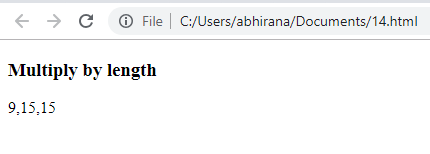 File | C:/Users/abhirana/Documents/14.html
Multiply by length
9,15,15